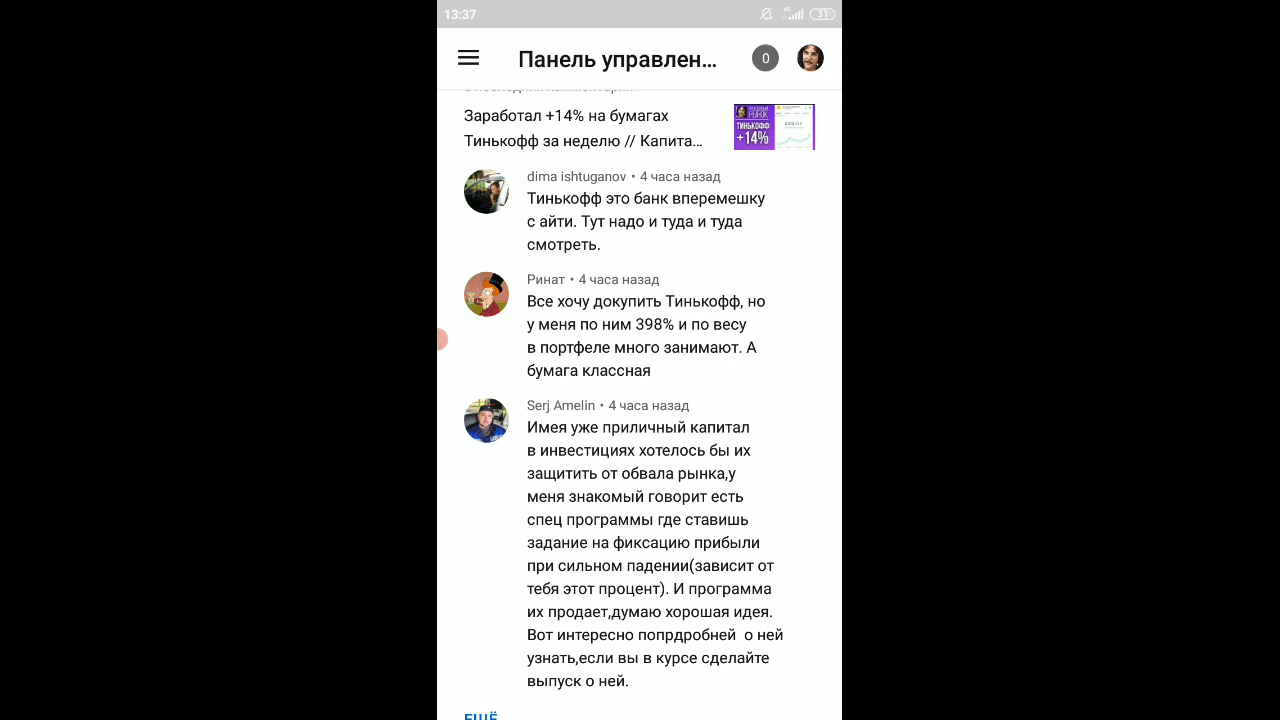 13:37
4G
31
Панель управлен…
0
Заработал +14% на бумагах
Тинькофф за неделю // Капита…
ТИНЬКОФФ
+14%
dima ishtuganov • 4 часа назад
Тинькофф это банк вперемешку
с айти. Тут надо и туда и туда
смотреть.
Ринат • 4 часа назад
Все хочу докупить Тинькофф, но
у меня по ним 398% и по весу
в портфеле много занимают. А
бумага классная
Serj Amelin • 4 часа назад
Имея уже приличный капитал
в инвестициях хотелось бы их
защитить от обвала рынка,у
меня знакомый говорит есть
спец программы где ставишь
задание на фиксацию прибыли
при сильном падении(зависит от
тебя этот процент). И программа
их продает,думаю хорошая идея.
Вот интересно попрдробней  о ней
узнать,если вы в курсе сделайте
выпуск о ней.
ЕЩЁ